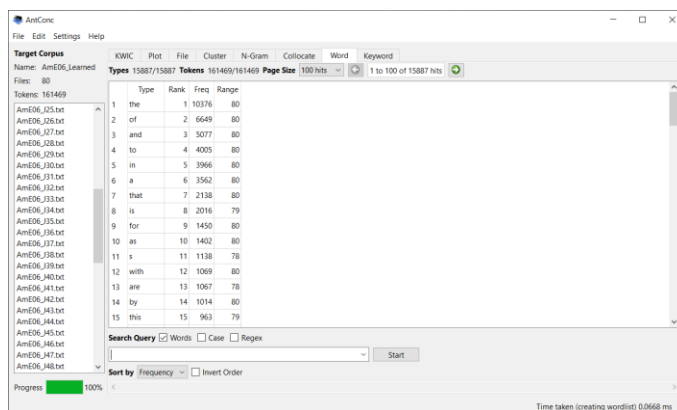 AntConc
File Edit Settings Help
Target Corpus
Name: AmE06_Learned
Files: 80
Tokens: 161469
AmE06_J25.txt
AmE06_J26.txt
AmE06_J27.txt
AmE06_J28.txt
AmE06_J29.txt
AmE06_J30.txt
AmE06_J31.txt
AmE06_J32.txt
AmE06_J33.txt
AmE06_J34.txt
AmE06_J35.txt
AmE06_J36.txt
AmE06_J37.txt
AmE06_J38.txt
AmE06_J39.txt
AmE06_J40.txt
AmE06_J41.txt
AmE06_J42.txt
AmE06_J43.txt
AmE06_J44.txt
AmE06_J45.txt
AmE06_J46.txt
AmE06_J47.txt
AmE06_J48.txt
Progress 100%
KWIC Plot File Cluster N-Gram Collocate Word Keyword
Types 15887/15887 Tokens 161469/161469 Page Size 100 hits 1 to 100 of 15887 hits
Type Rank Freq Range
1 the 1 10376 80
2 of 2 6649 80
3 and 3 5077 80
4 to 4 4005 80
5 in 5 3966 80
6 a 6 3562 80
7 that 7 2138 80
8 is 8 2016 79
9 for 9 1450 80
10 as 10 1402 80
11 s 11 1138 78
12 with 12 1069 80
13 are 13 1067 78
14 by 14 1014 80
15 this 15 963 79
Search Query Words Case Regex
Start
Sort by Frequency Invert Order
Time taken (creating wordlist) 0.0668 ms